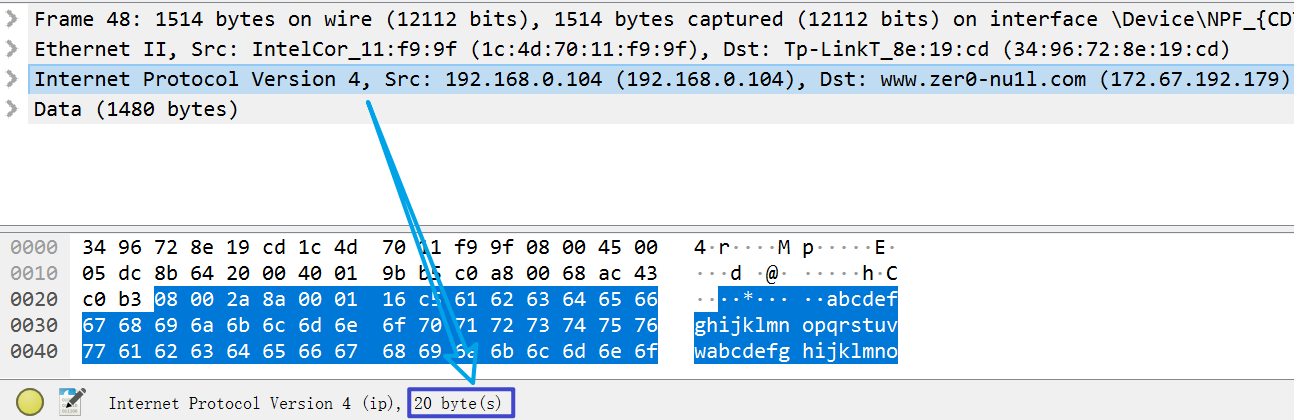 Frame 48: 1514 bytes on wire (12112 bits), 1514 bytes captured (12112 bits) on interface \Device\NPF_{CD
Ethernet II, Src: IntelCor_11:f9:9f (1c:4d:70:11:f9:9f), Dst: Tp-LinkT_8e:19:cd (34:96:72:8e:19:cd)
Internet Protocol Version 4, Src: 192.168.0.104 (192.168.0.104), Dst: www.zer0-nu1l.com (172.67.192.179)
Data (1480 bytes)
0000 34 96 72 8e 19 cd 1c 4d 70 11 f9 9f 08 00 45 00 4·r····M p·····E·
0010 05 dc 8b 64 20 00 40 01 9b b5 c0 a8 00 68 ac 43 ···d ·@· ·····h·C
0020 c0 b3 08 00 2a 8a 00 01 16 c5 61 62 63 64 65 66 ····*··· ··abcdef
0030 67 68 69 6a 6b 6c 6d 6e 6f 70 71 72 73 74 75 76 ghijklmn opqrstuv
0040 77 61 62 63 64 65 66 67 68 69 6a 6b 6c 6d 6e 6f wabcdefg hijklmno
Internet Protocol Version 4 (ip), 20 byte(s)